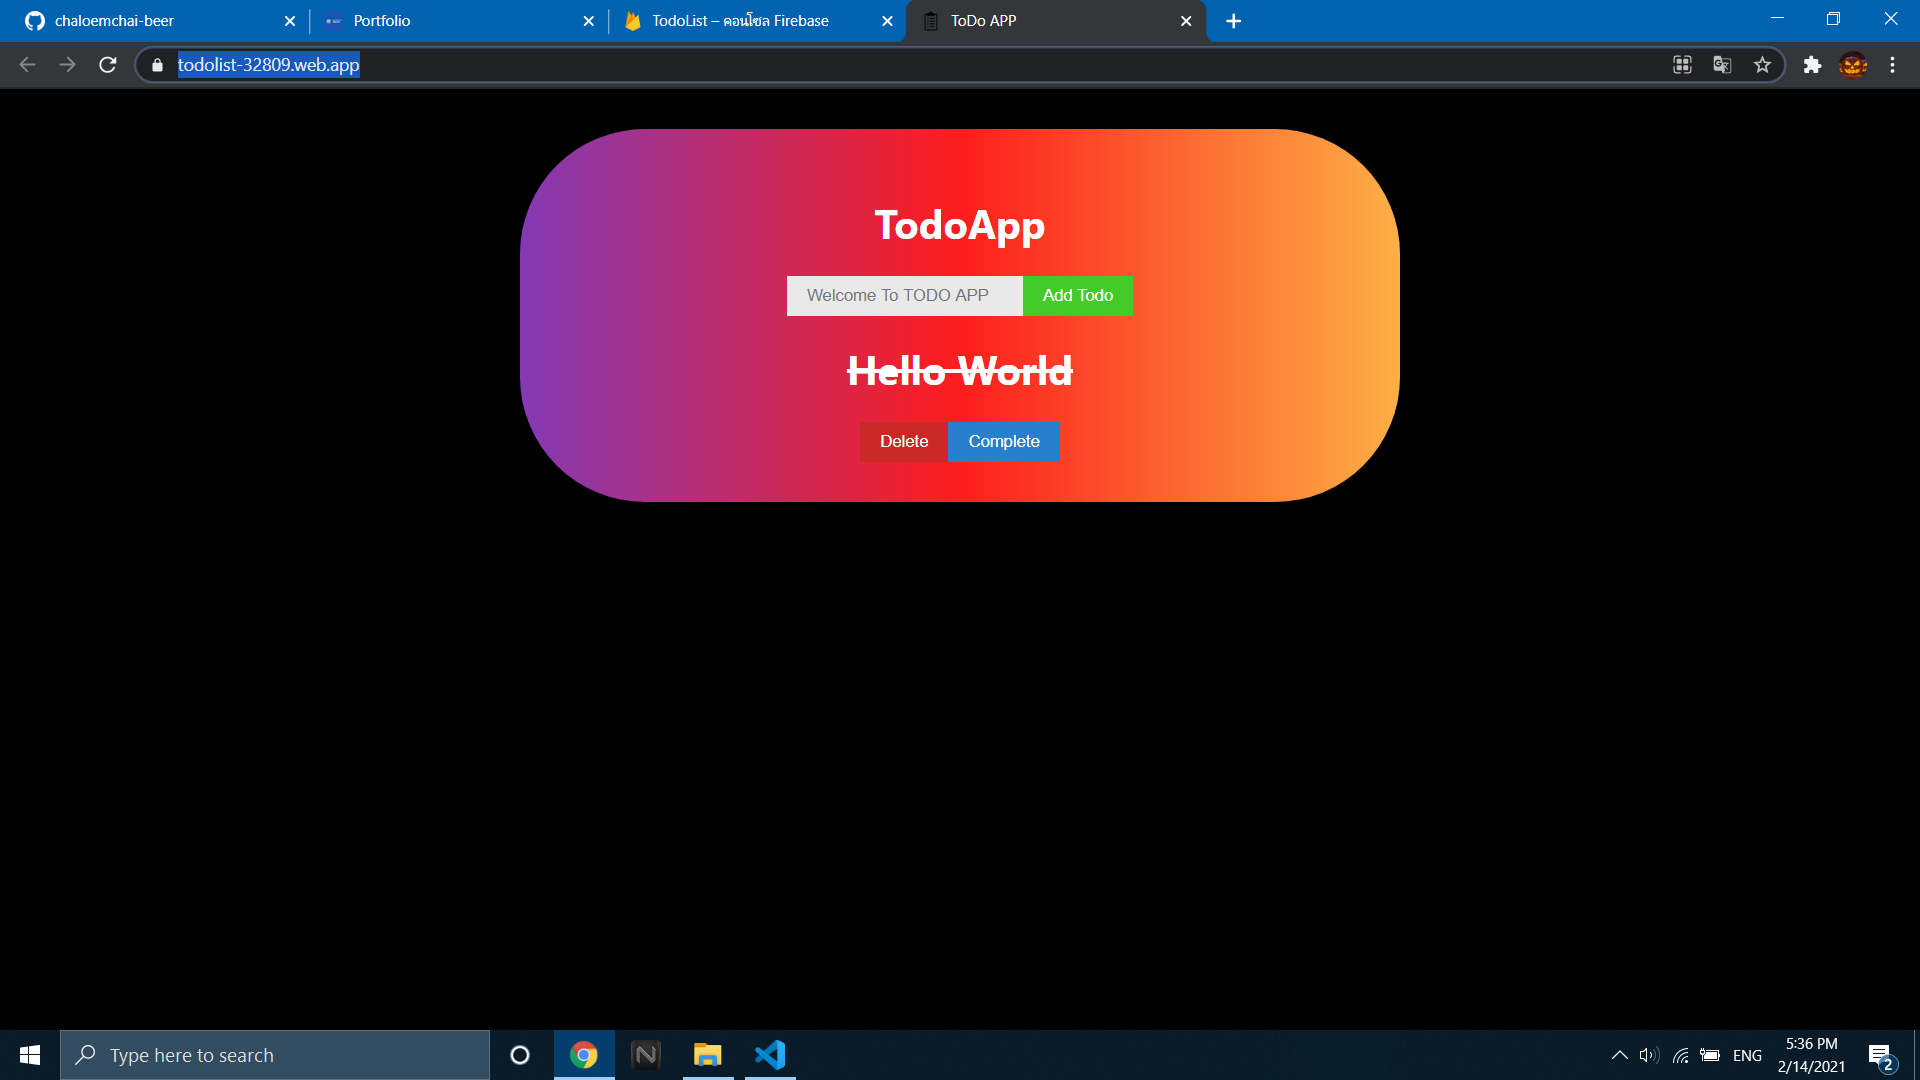 chaloemchai-beer
Portfolio
TodoList – คอนโซล Firebase
ToDo APP
todolist-32809.web.app
TodoApp
Welcome To TODO APP
Add Todo
Hello World
Delete
Complete
Type here to search
ENG
5:36 PM
2/14/2021
2